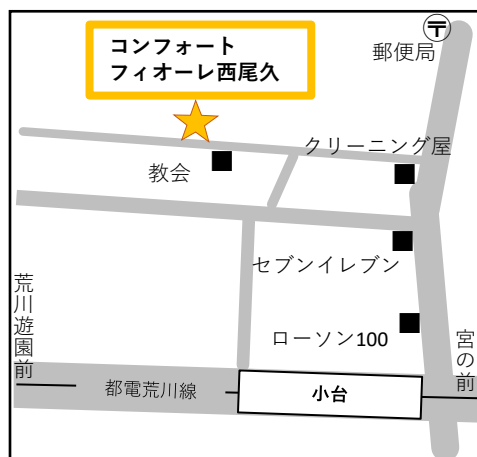 コンフォート
フィオーレ西尾久
〒
郵便局
クリーニング屋
教会
セブンイレブン
荒川遊園前
ローソン100
宮の前
都電荒川線
小台